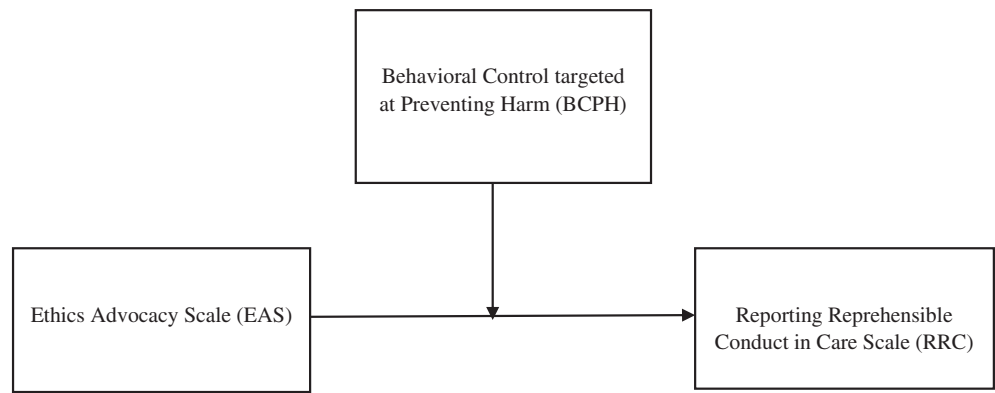 Behavioral Control targeted
at Preventing Harm (BCPH)
Ethics Advocacy Scale (EAS)
Reporting Reprehensible
Conduct in Care Scale (RRC)